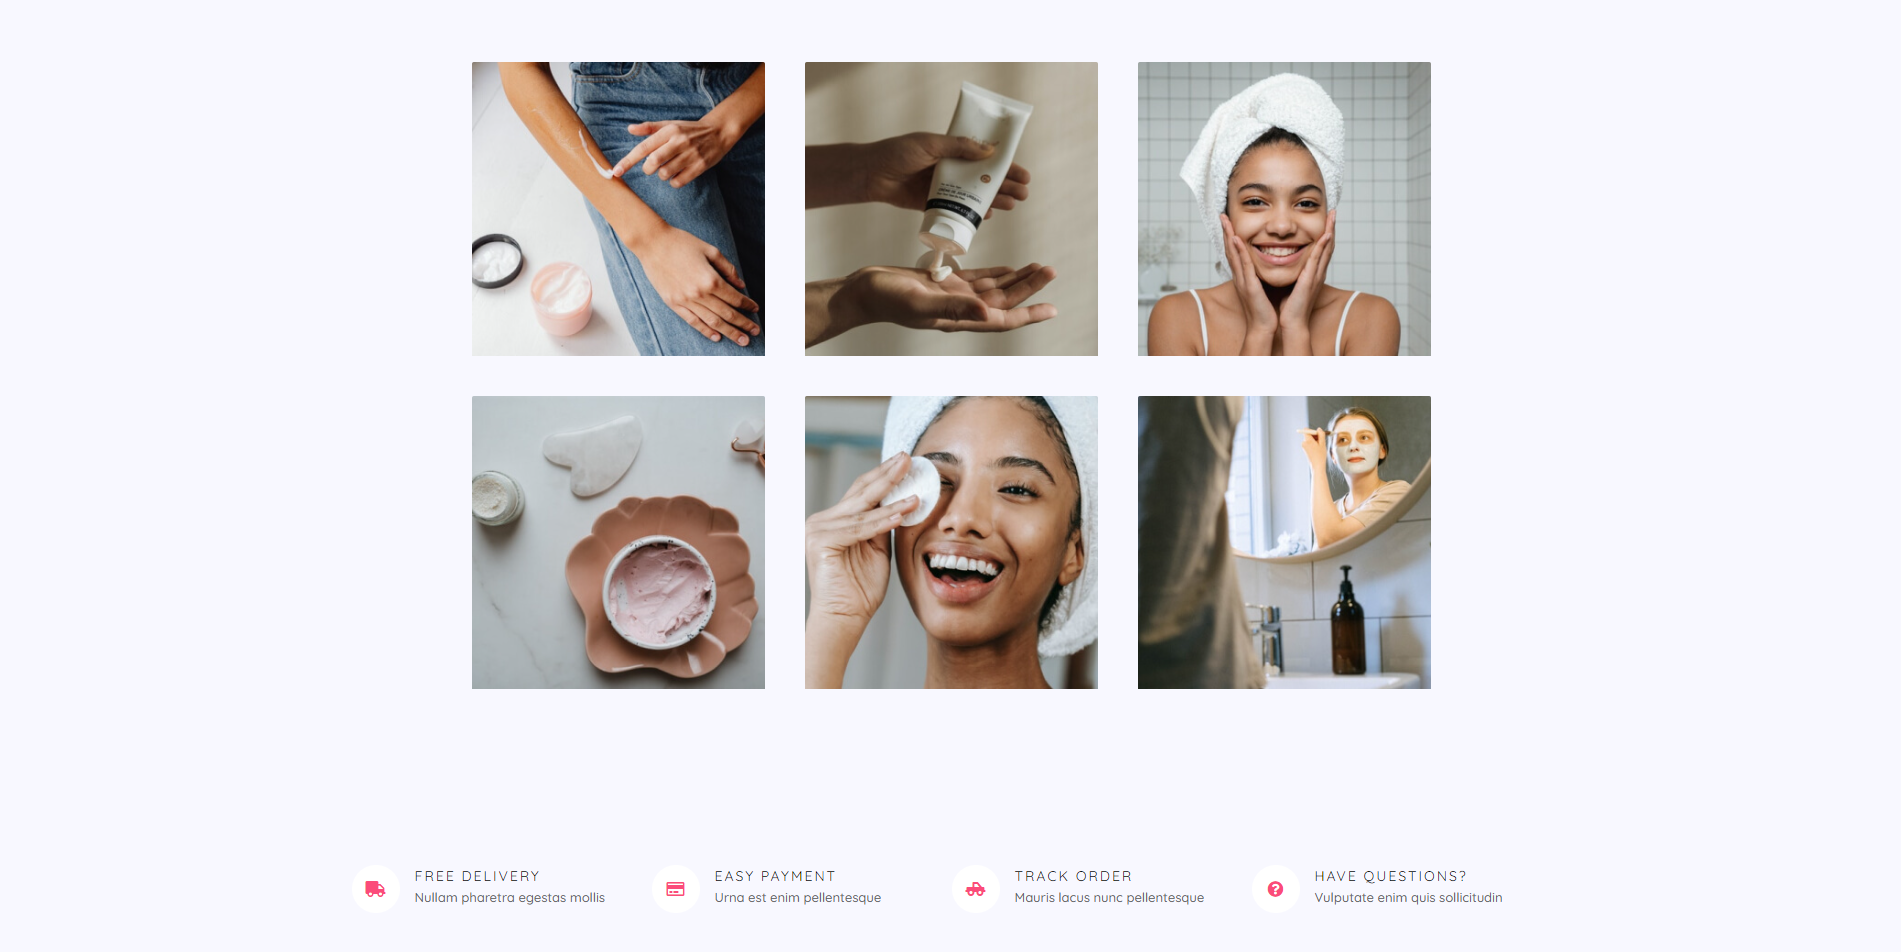 FREE DELIVERY
Nullam pharetra egestas mollis
EASY PAYMENT
Urna est enim pellentesque
TRACK ORDER
Mauris lacus nunc pellentesque
HAVE QUESTIONS?
Vulputate enim quis sollicitudin